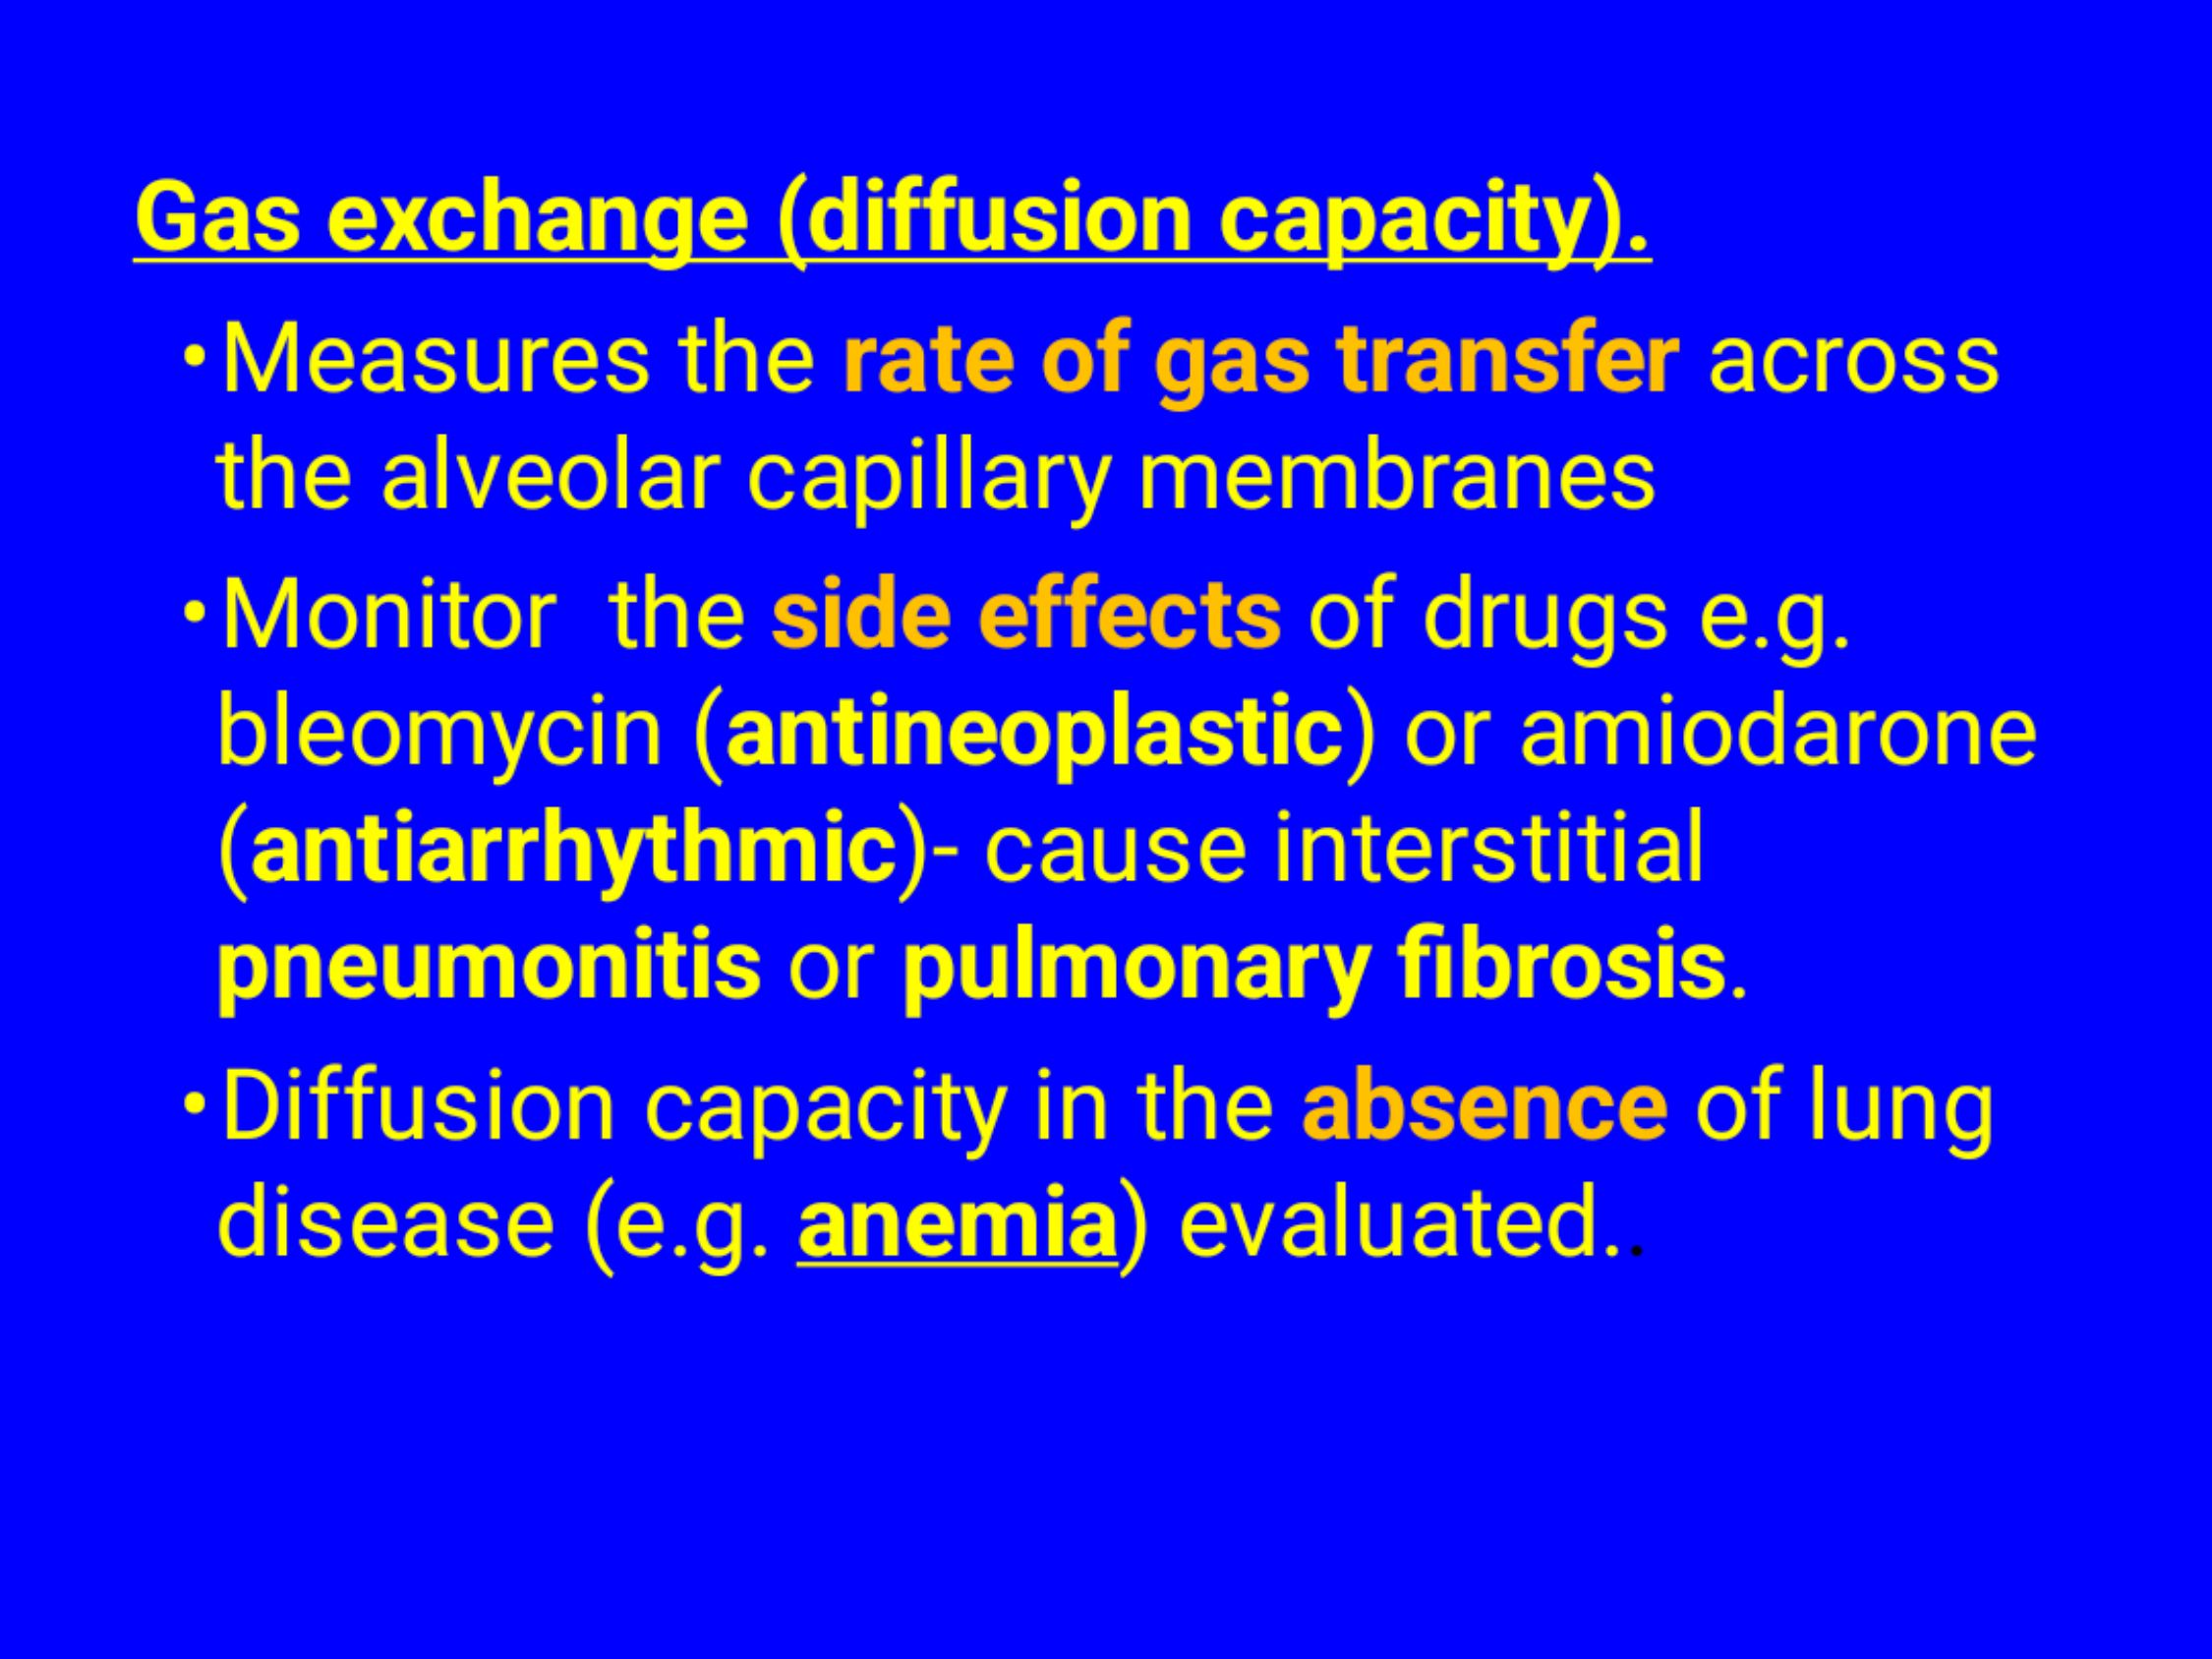 Gas exchange (diffusion capacity).
•Measures the rate of gas transfer across
the alveolar capillary membranes
•Monitor  the side effects of drugs e.g.
bleomycin (antineoplastic) or amiodarone
(antiarrhythmic)- cause interstitial
pneumonitis or pulmonary fibrosis.
•Diffusion capacity in the absence of lung
disease (e.g. anemia) evaluated..